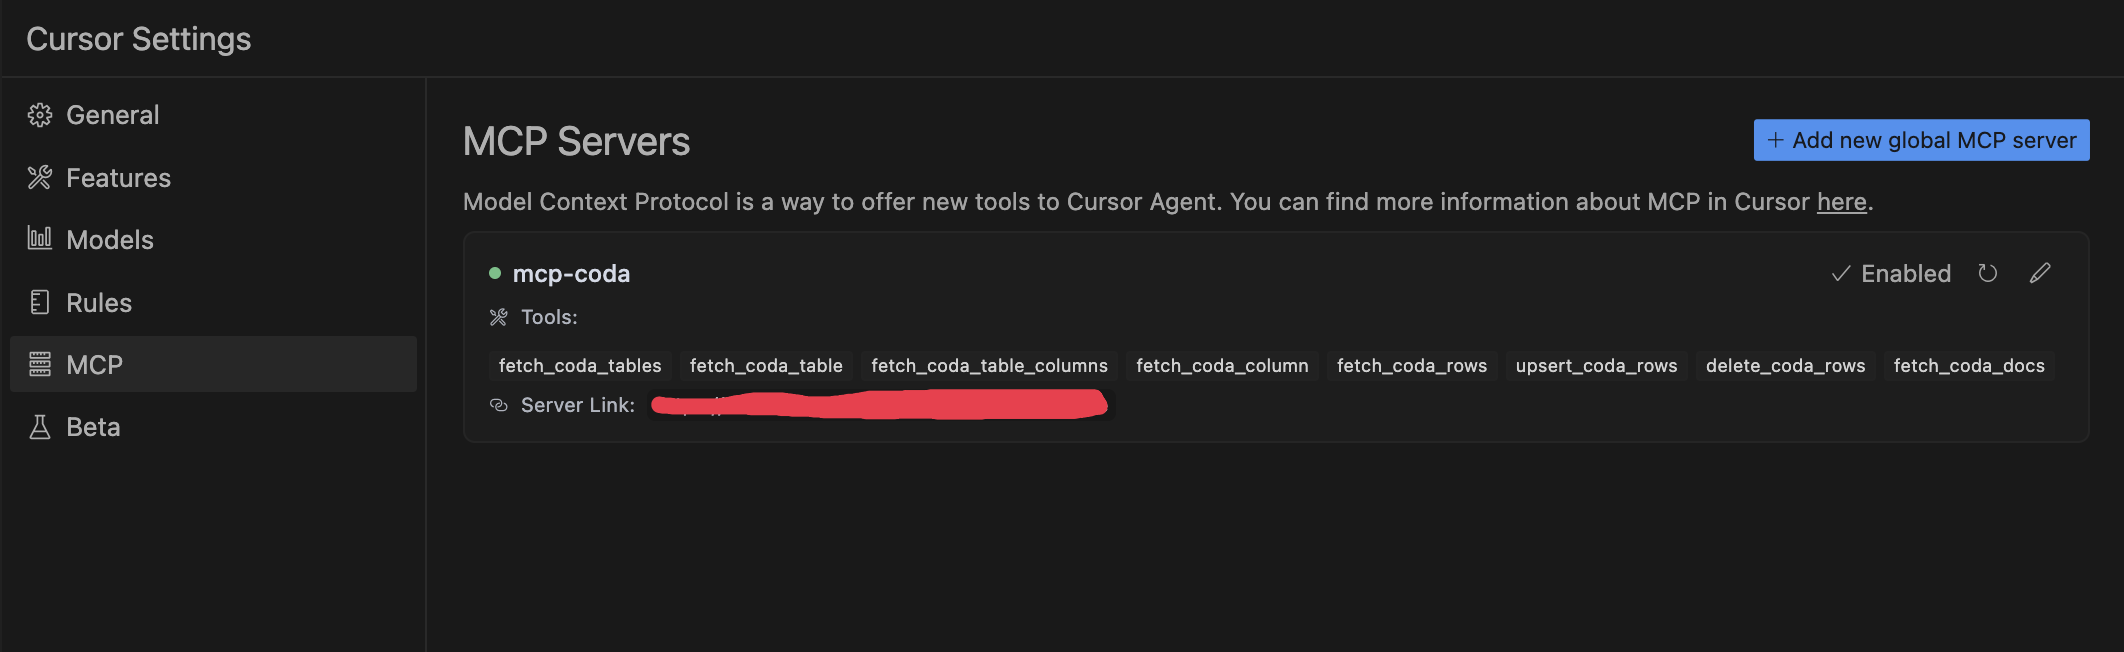 Cursor Settings
General
Features
Models
Rules
MCP
Beta
MCP Servers
+ Add new global MCP server
Model Context Protocol is a way to offer new tools to Cursor Agent. You can find more information about MCP in Cursor here.
mcp-coda
Enabled
Tools:
fetch_coda_tables fetch_coda_table fetch_coda_table_columns fetch_coda_column fetch_coda_rows upsert_coda_rows delete_coda_rows fetch_coda_docs
Server Link: